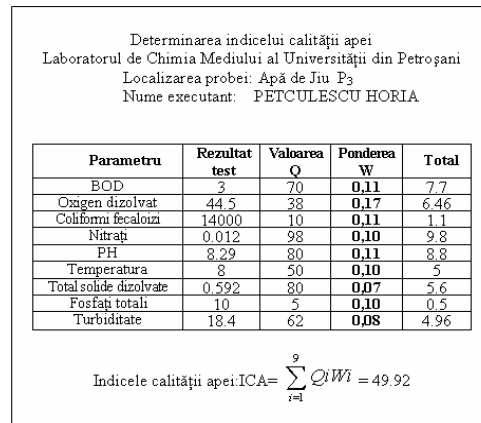 Determinarea indicelui calității apei
Laboratorul de Chimia Mediului al Universității din Petroșani
Localizarea probei: Apă de Jiu P₃
Nume executant: PETCULESCU HORIA
Parametru Rezultat test Valoarea Q Ponderea W Total
BOD 3 70 0,11 7.7
Oxigen dizolvat 44.5 38 0,17 6.46
Coliformi fecaloizi 14000 10 0,11 1.1
Nitrați 0.012 98 0,10 9.8
PH 8.29 80 0,11 8.8
Temperatura 8 50 0,10 5
Total solide dizolvate 0.592 80 0,07 5.6
Fosfați totali 10 5 0,10 0.5
Turbiditate 18.4 62 0,08 4.96
Indicele calității apei:ICA= ∑ i=1 9 QiWi = 49.92